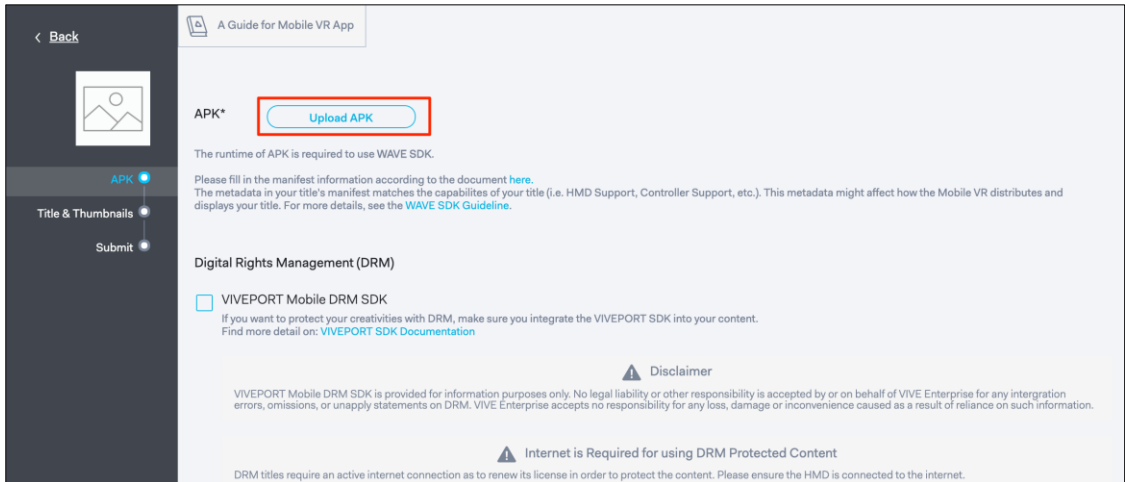 < Back
A Guide for Mobile VR App
APK*
Upload APK
The runtime of APK is required to use WAVE SDK.
Please fill in the manifest information according to the document here.
The metadata in your title's manifest matches the capabilites of your title (i.e. HMD Support, Controller Support, etc.). This metadata might affect how the Mobile VR distributes and
displays your title. For more details, see the WAVE SDK Guideline.
APK
Title & Thumbnails
Submit
Digital Rights Management (DRM)
VIVEPORT Mobile DRM SDK
If you want to protect your creativities with DRM, make sure you integrate the VIVEPORT SDK into your content.
Find more detail on: VIVEPORT SDK Documentation
Disclaimer
VIVEPORT Mobile DRM SDK is provided for information purposes only. No legal liability or other responsibility is accepted by or on behalf of VIVE Enterprise for any intergration
errors, omissions, or unapply statements on DRM. VIVE Enterprise accepts no responsibility for any loss, damage or inconvenience caused as a result of reliance on such information.
Internet is Required for using DRM Protected Content
DRM titles require an active internet connection as to renew its license in order to protect the content. Please ensure the HMD is connected to the internet.